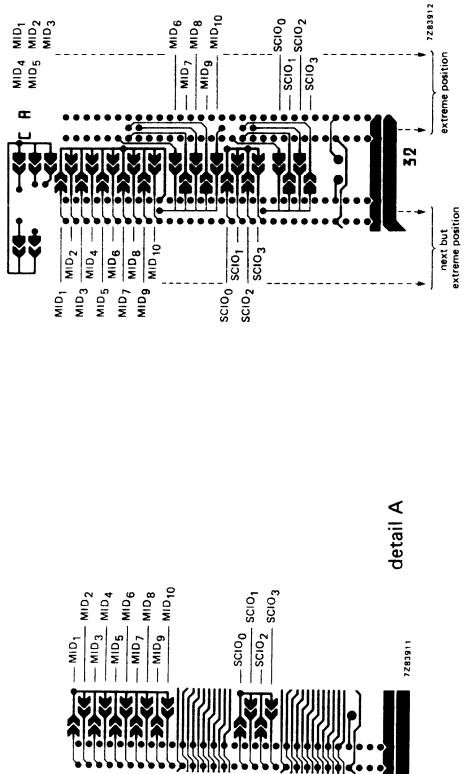 MID1
MID2
MID3
MID4
MID5
MID6
MID7
MID8
MID9
MID10
SCIO0
SCIO1
SCIO2
SCIO3
A
32
MID1
MID2
MID3
MID4
MID5
MID6
MID7
MID8
MID9
MID10
SCIO0
SCIO1
SCIO2
SCIO3
next but
extreme position
extreme position
7Z83912
MID1
MID2
MID3
MID4
MID5
MID6
MID7
MID8
MID9
MID10
SCIO0
SCIO1
SCIO2
SCIO3
7Z83911
detail A